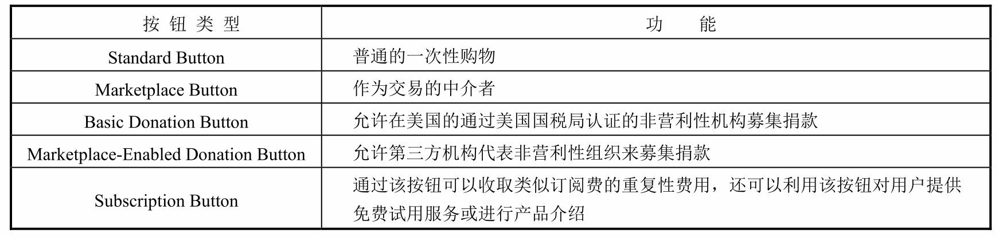 按钮类型 功能
Standard Button 普通的一次性购物
Marketplace Button 作为交易的中介者
Basic Donation Button 允许在美国的通过美国国税局认证的非营利性机构募集捐款
Marketplace-Enabled Donation Button 允许第三方机构代表非营利性组织来募集捐款
Subscription Button 通过该按钮可以收取类似订阅费的重复性费用，还可以利用该按钮对用户提供
免费试用服务或进行产品介绍